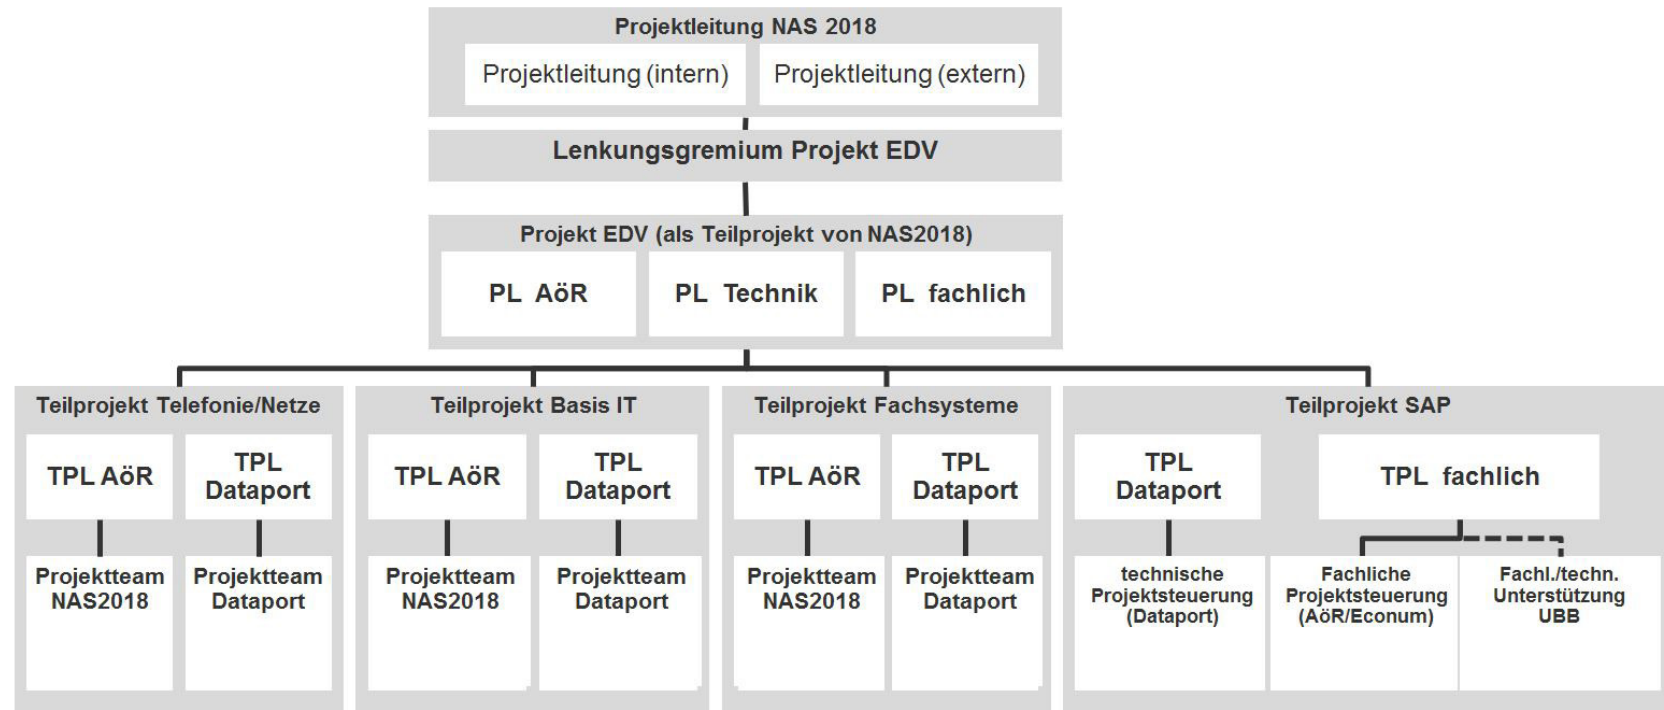 Projektleitung NAS 2018
Projektleitung (intern)
Projektleitung (extern)
Lenkungsgremium Projekt EDV
Projekt EDV (als Teilprojekt von NAS2018)
PL AöR
PL Technik
PL fachlich
Teilprojekt Telefonie/Netze
TPL AöR
TPL
Dataport
Projektteam
NAS2018
Projektteam
Dataport
Teilprojekt Basis IT
TPL AöR
TPL
Dataport
Projektteam
NAS2018
Projektteam
Dataport
Teilprojekt Fachsysteme
TPL AöR
TPL
Dataport
Projektteam
NAS2018
Projektteam
Dataport
Teilprojekt SAP
TPL
Dataport
TPL fachlich
technische
Projektsteuerung
(Dataport)
Fachliche
Projektsteuerung
(AöR/Econum)
Fachl./techn.
Unterstützung
UBB